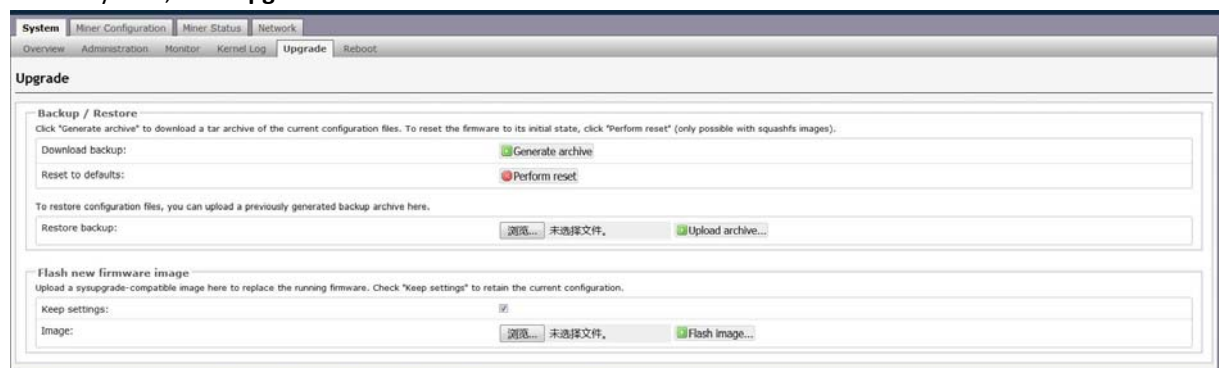 System Miner Configuration Miner Status Network
Overview Administration Monitor Kernel Log Upgrade Reboot
Upgrade
Backup / Restore
Click "Generate archive" to download a tar archive of the current configuration files. To reset the firmware to its initial state, click "Perform reset" (only possible with squashfs images).
Download backup: Generate archive
Reset to defaults: Perform reset
To restore configuration files, you can upload a previously generated backup archive here.
Restore backup: 浏览... 未选择文件。 Upload archive...
Flash new firmware image
Upload a sysupgrade-compatible image here to replace the running firmware. Check "Keep settings" to retain the current configuration.
Keep settings:
Image: 浏览... 未选择文件。 Flash image...